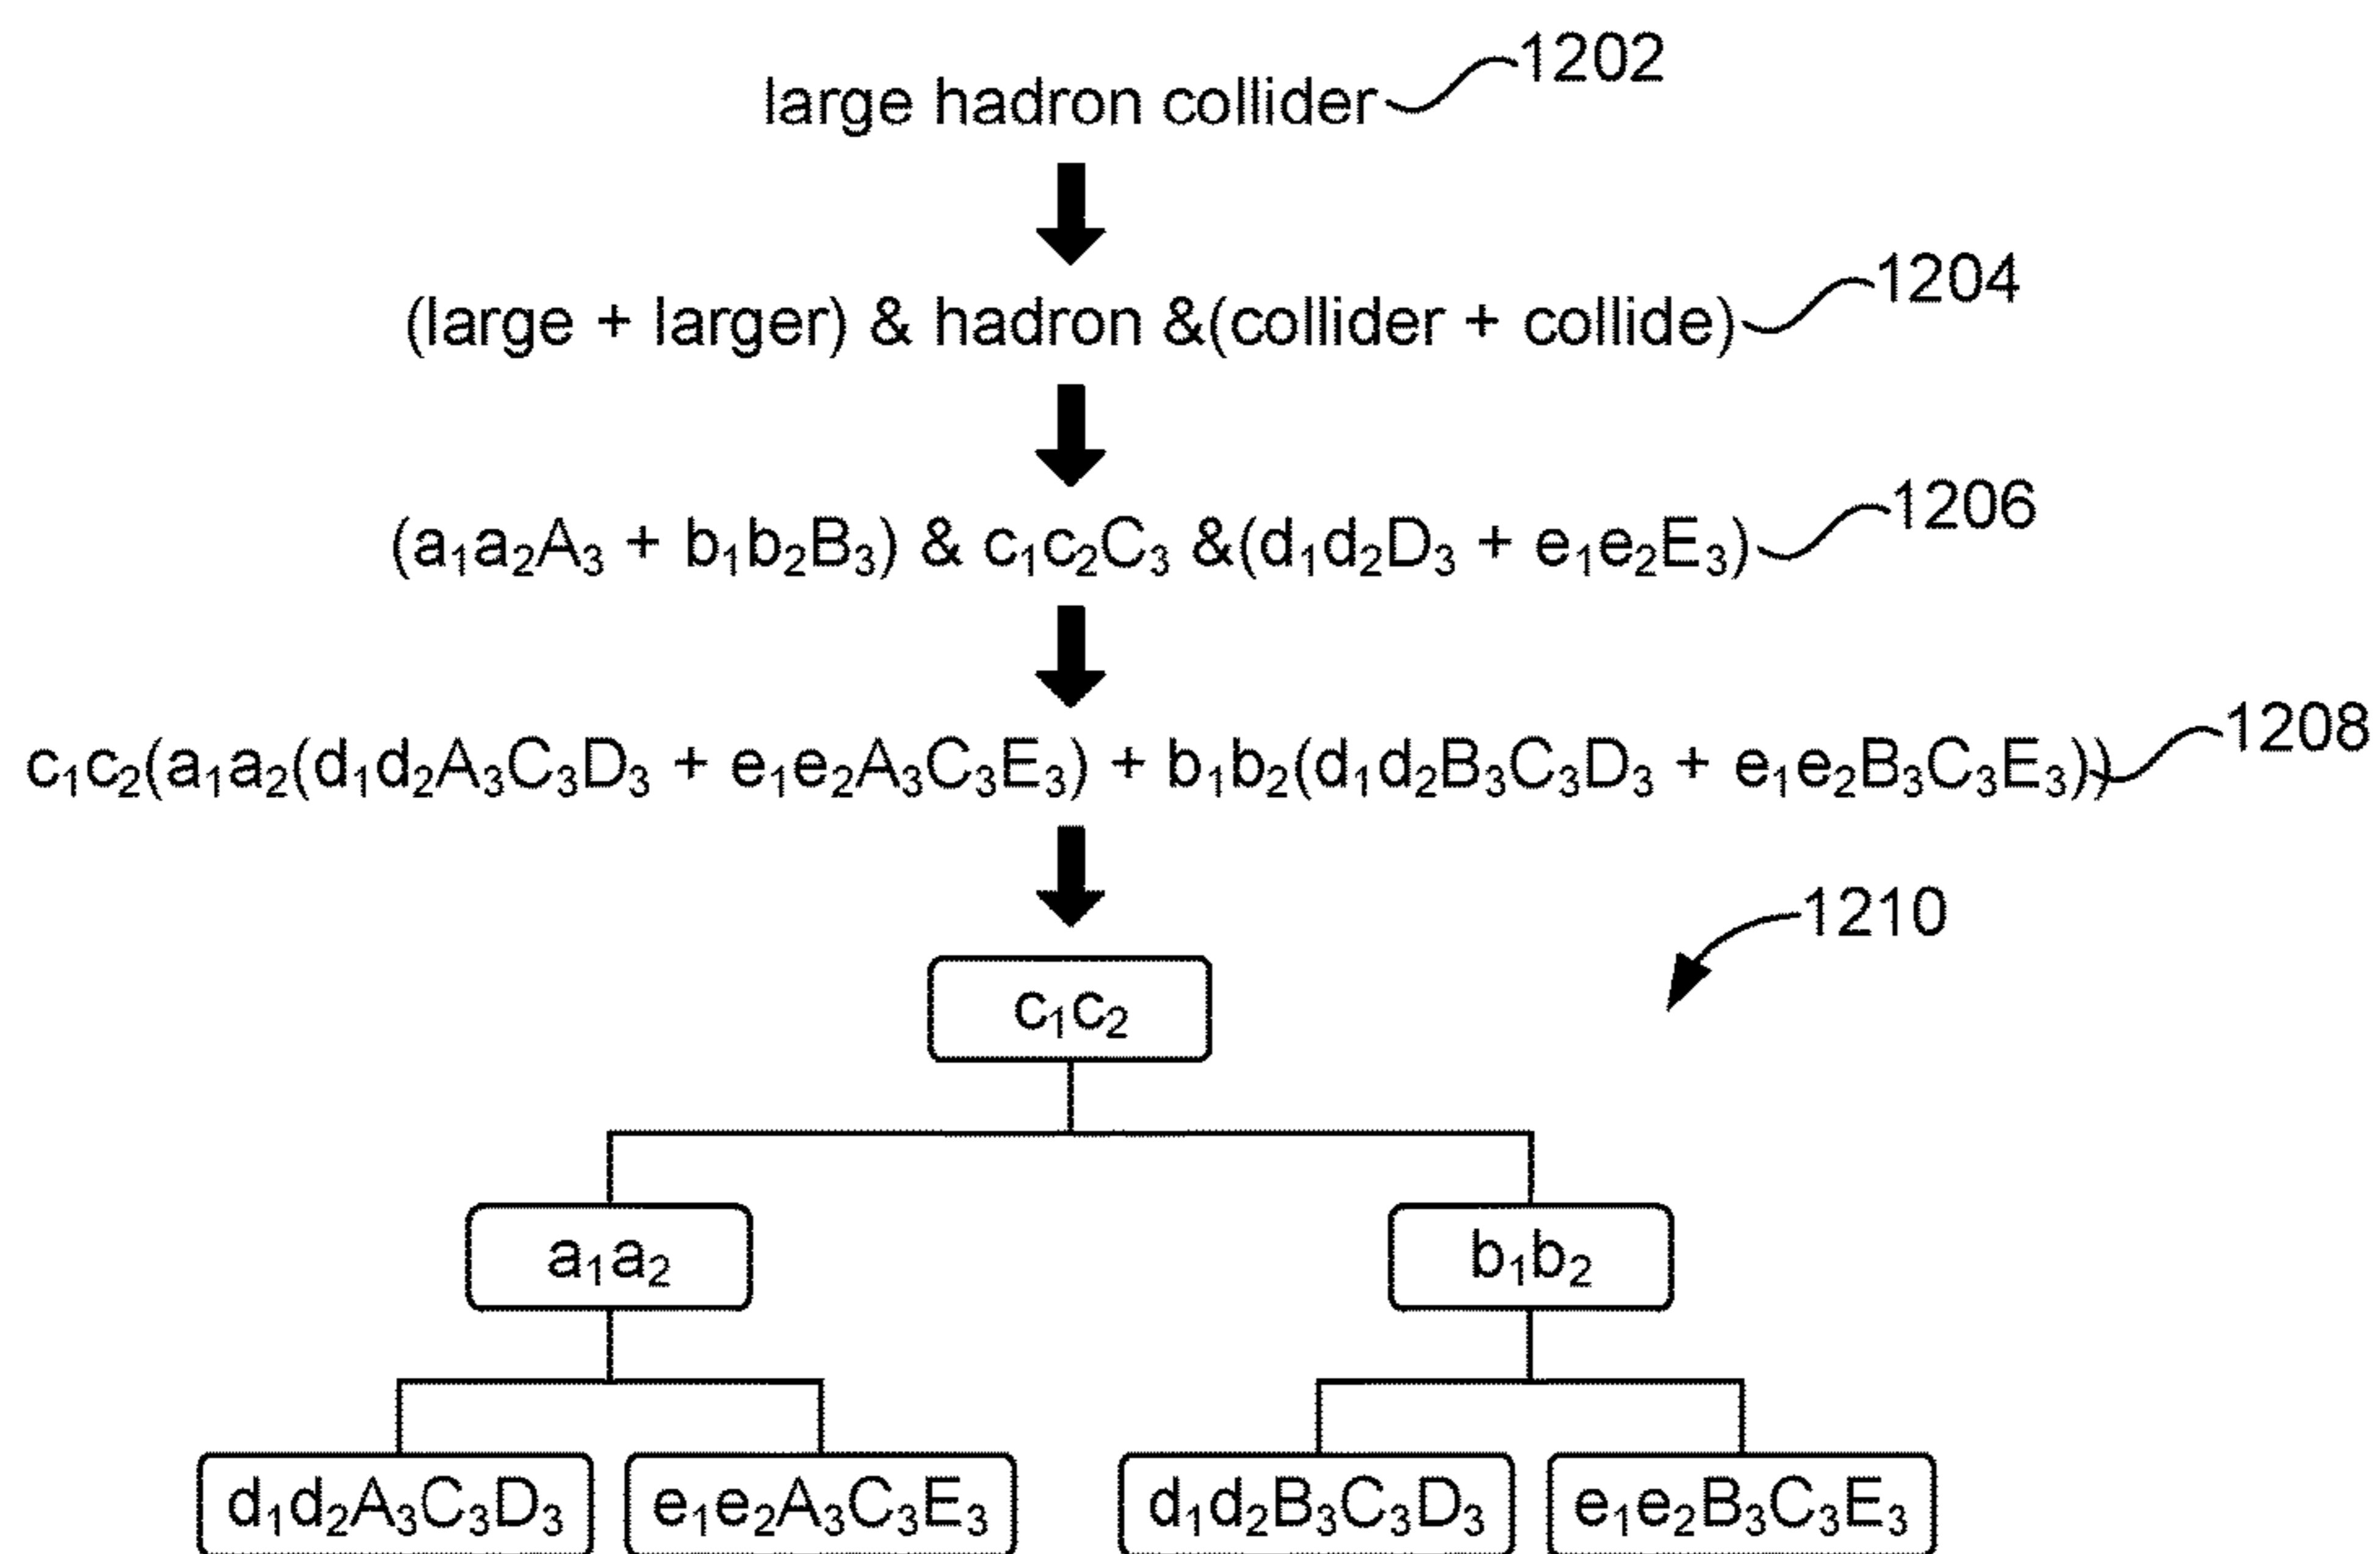 large hadron collider 1202
(large + larger) & hadron &(collider + collide) 1204
(a₁a₂A₃ + b₁b₂B₃) & c₁c₂C₃ &(d₁d₂D₃ + e₁e₂E₃) 1206
c₁c₂(a₁a₂(d₁d₂A₃C₃D₃ + e₁e₂A₃C₃E₃) + b₁b₂(d₁d₂B₃C₃D₃ + e₁e₂B₃C₃E₃)) 1208
1210
c₁c₂
a₁a₂ b₁b₂
d₁d₂A₃C₃D₃ e₁e₂A₃C₃E₃ d₁d₂B₃C₃D₃ e₁e₂B₃C₃E₃